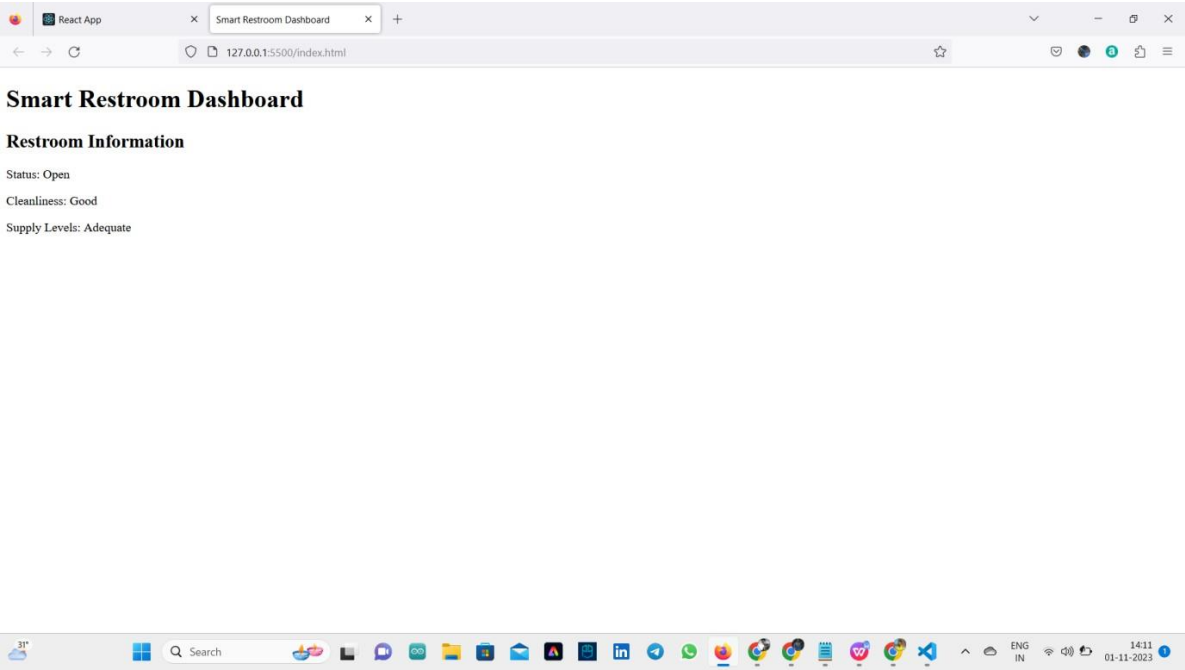 React App
Smart Restroom Dashboard
127.0.0.1:5500/index.html
Smart Restroom Dashboard
Restroom Information
Status: Open
Cleanliness: Good
Supply Levels: Adequate
31°
Search
ENG
IN
14:11
01-11-2023
1